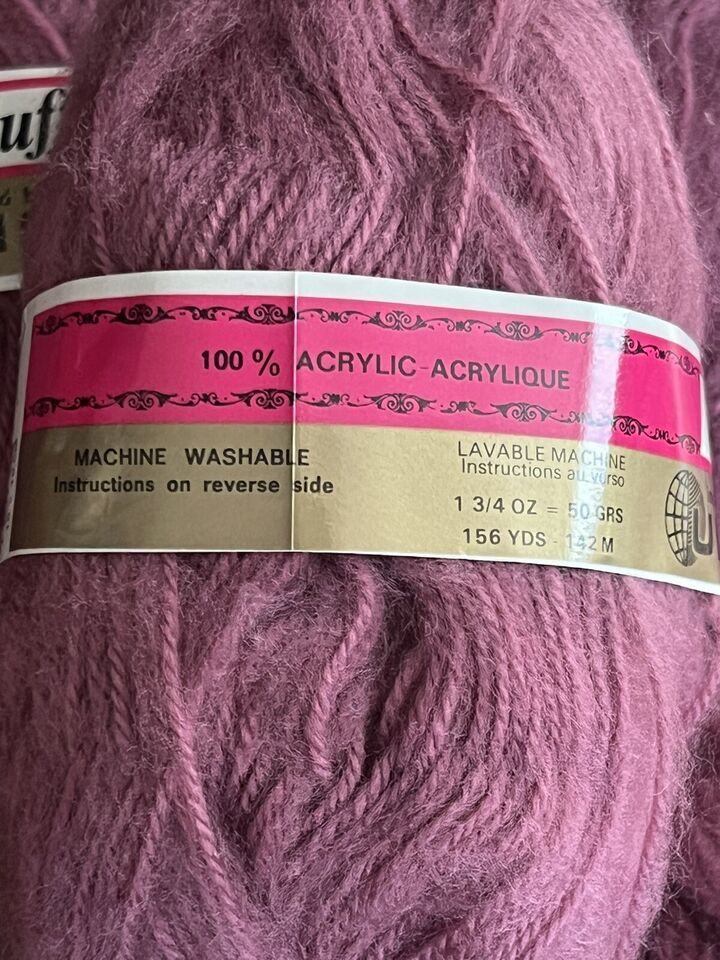 uf
100 % ACRYLIC-ACRYLIQUE
MACHINE WASHABLE
Instructions on reverse side
LAVABLE MACHINE
Instructions au verso
1 3/4 OZ = 50 GRS
156 YDS - 142 M